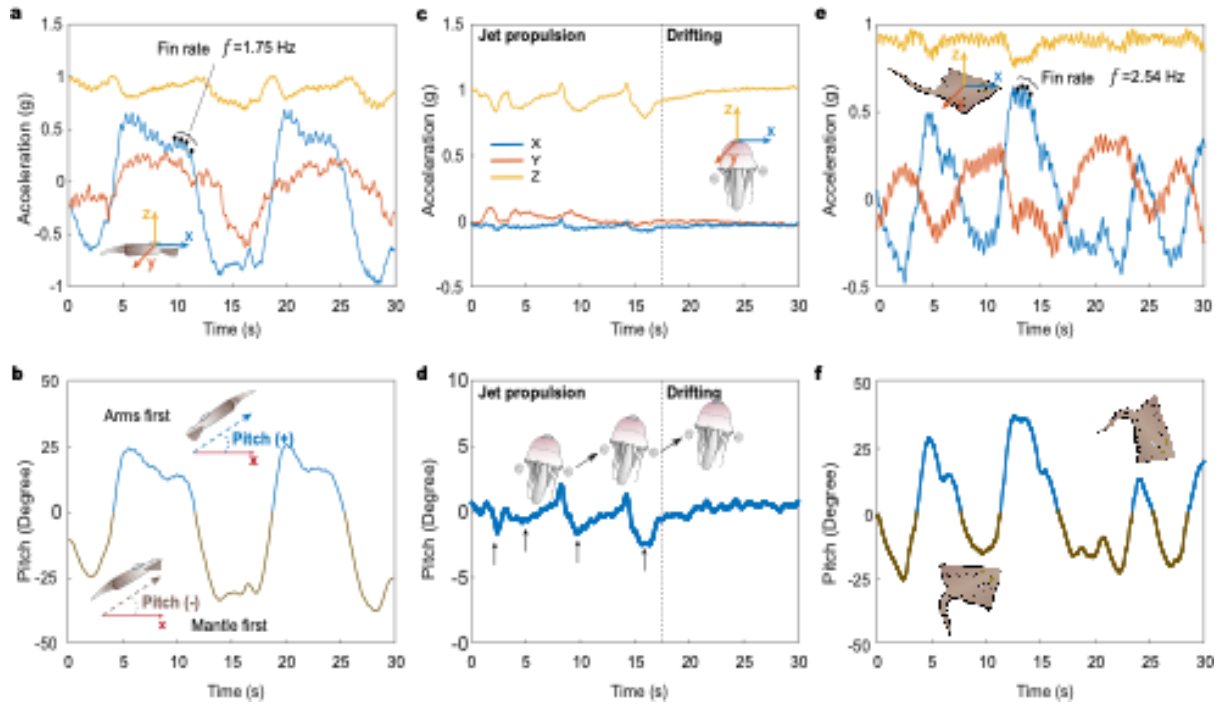 a
Fin rate f=1.75 Hz
Acceleration (g)
1.5
1
0.5
0
-0.5
-1
z
x
y
0 5 10 15 20 25 30
Time (s)
c
Jet propulsion Drifting
Acceleration (g)
1.5
1
0.5
0
-0.5
X
Y
Z
z
x
y
0 5 10 15 20 25 30
Time (s)
e
Acceleration (g)
1
0.5
0
-0.5
z
x
Fin rate f=2.54 Hz
0 5 10 15 20 25 30
Time (s)
b
Pitch (Degree)
50
25
0
-25
-50
Arms first
Pitch (+)
x
Pitch (-)
x
Mantle first
0 5 10 15 20 25 30
Time (s)
d
Jet propulsion Drifting
Pitch (Degree)
10
5
0
-5
-0
0 5 10 15 20 25 30
Time (s)
f
Pitch (Degree)
50
25
0
-25
-50
0 5 10 15 20 25 30
Time (s)